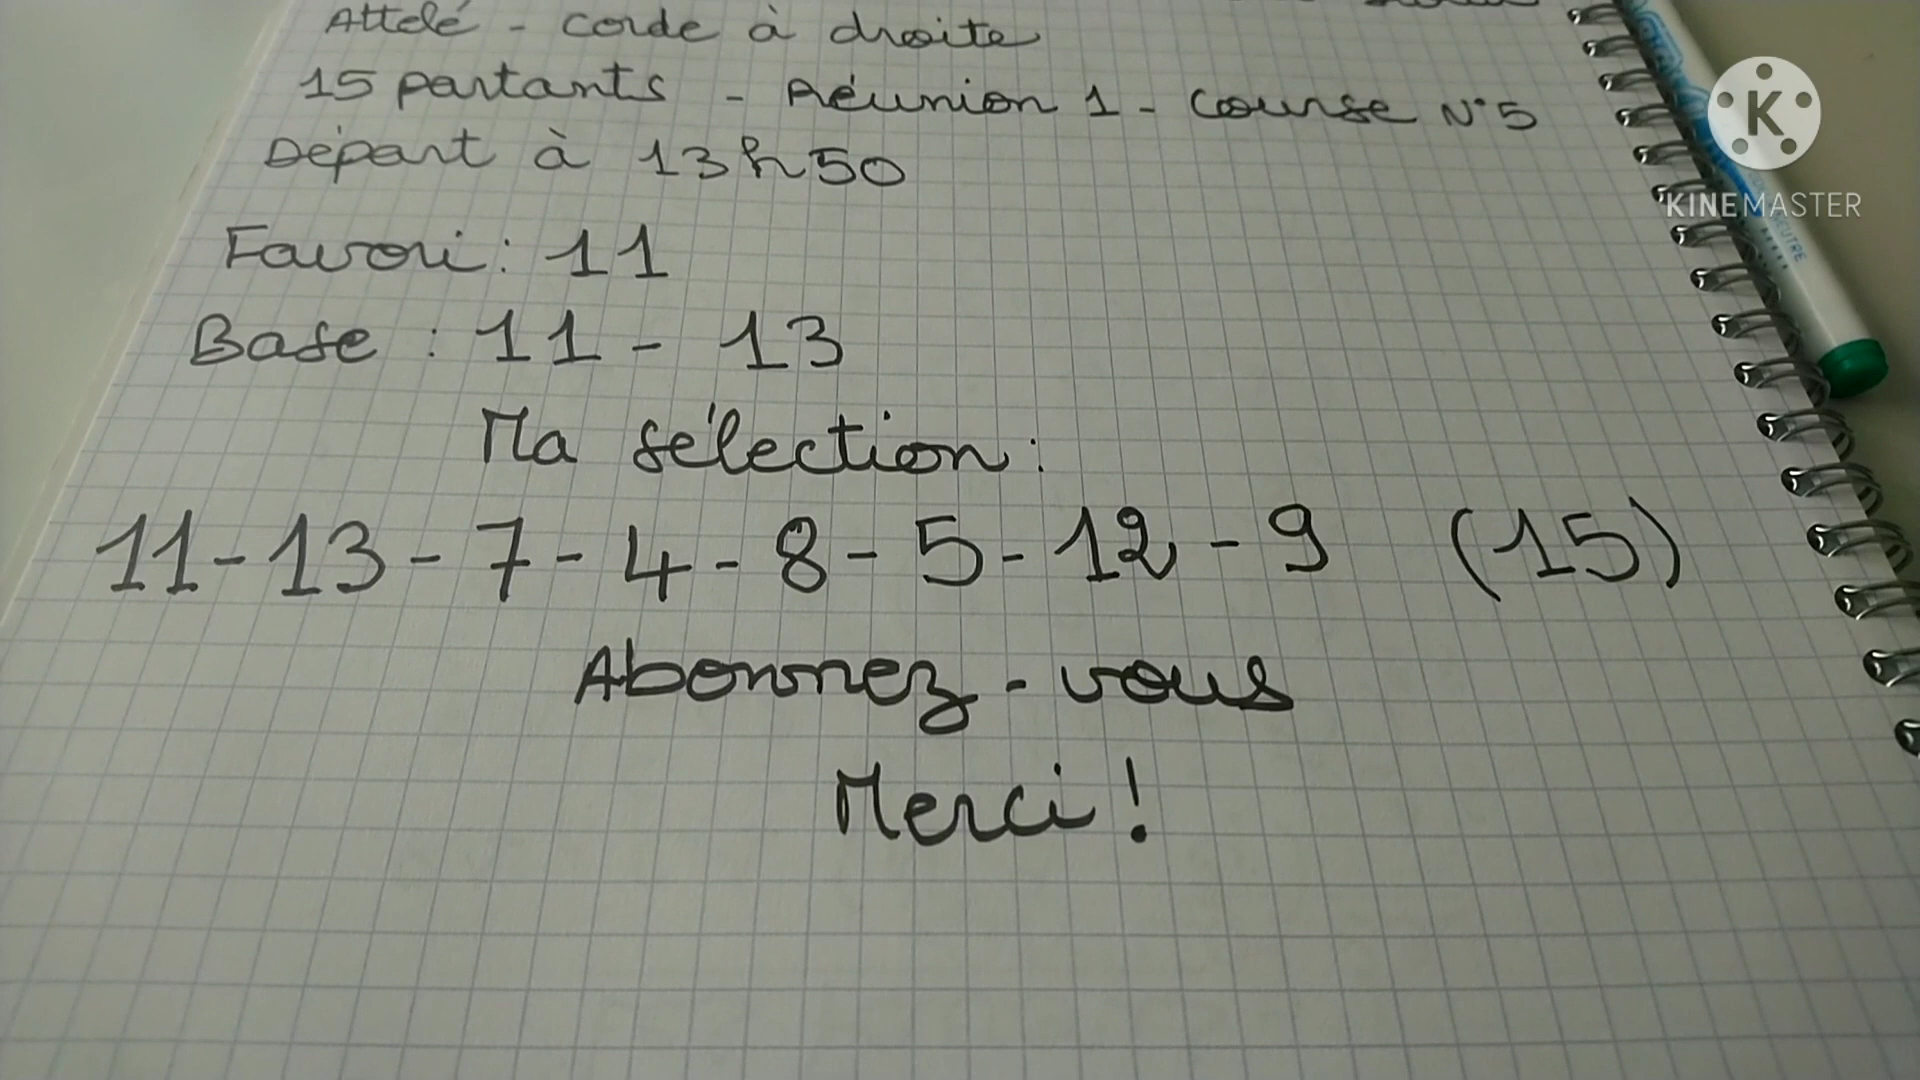 Attelé - corde à droite
15 partants - Réunion 1 - course N°5
Départ à 13h50
Favori : 11
Base : 11 - 13
Ma sélection :
11 - 13 - 7 - 4 - 8 - 5 - 12 - 9 (15)
Abonnez-vous
Merci !
K
KINEMASTER